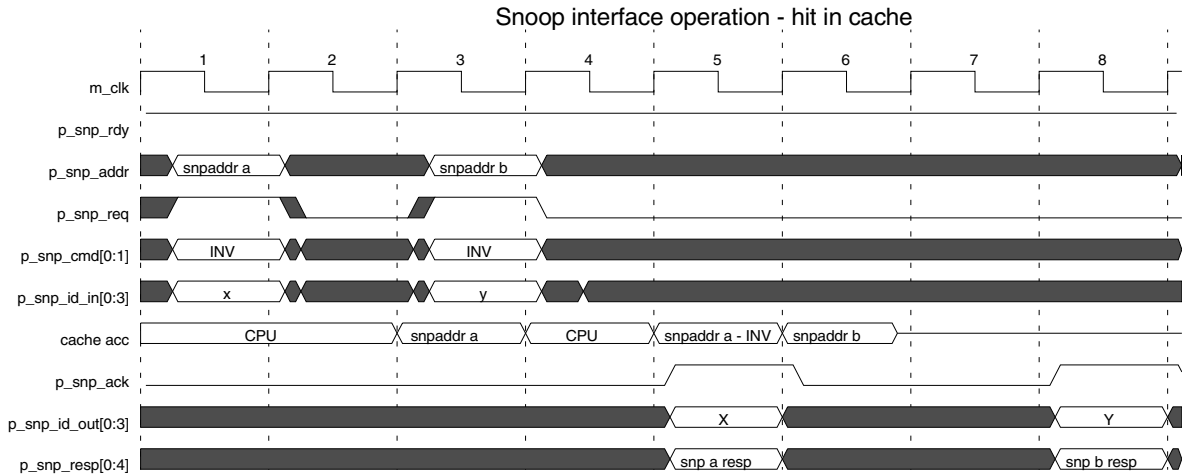 Snoop interface operation - hit in cache
1 2 3 4 5 6 7 8
m_clk
p_snp_rdy
p_snp_addr snpaddr a snpaddr b
p_snp_req
p_snp_cmd[0:1] INV INV
p_snp_id_in[0:3] x y
cache acc CPU snpaddr a CPU snpaddr a - INV snpaddr b
p_snp_ack
p_snp_id_out[0:3] X Y
p_snp_resp[0:4] snp a resp snp b resp